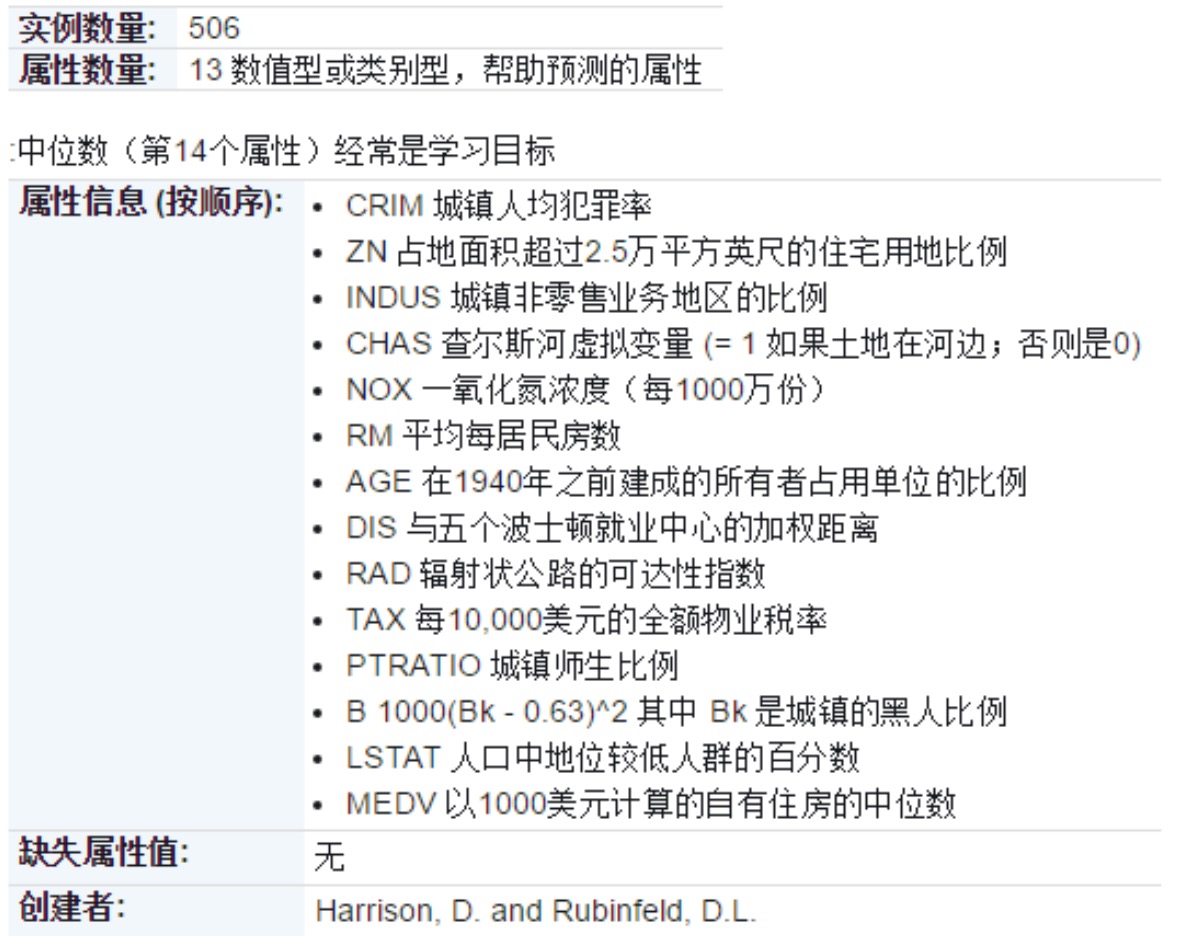 实例数量: 506
属性数量: 13 数值型或类别型，帮助预测的属性
:中位数（第14个属性）经常是学习目标
属性信息 (按顺序):
• CRIM 城镇人均犯罪率
• ZN 占地面积超过2.5万平方英尺的住宅用地比例
• INDUS 城镇非零售业务地区的比例
• CHAS 查尔斯河虚拟变量 (= 1 如果土地在河边；否则是0)
• NOX 一氧化氮浓度（每1000万份）
• RM 平均每居民房数
• AGE 在1940年之前建成的所有者占用单位的比例
• DIS 与五个波士顿就业中心的加权距离
• RAD 辐射状公路的可达性指数
• TAX 每10,000美元的全额物业税率
• PTRATIO 城镇师生比例
• B 1000(Bk - 0.63)^2 其中 Bk 是城镇的黑人比例
• LSTAT 人口中地位较低人群的百分数
• MEDV 以1000美元计算的自有住房的中位数
缺失属性值: 无
创建者: Harrison, D. and Rubinfeld, D.L.